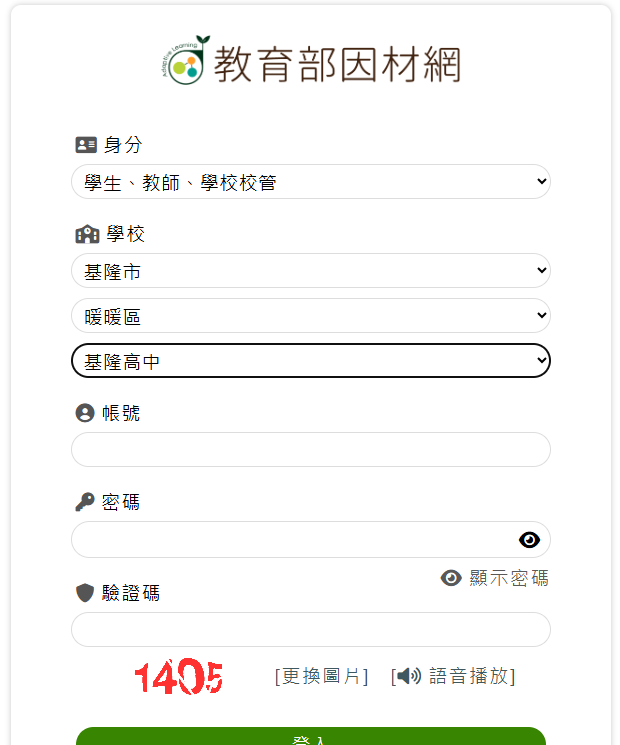 Adaptive Learning
教育部因材網
身分
學生、教師、學校校管
學校
基隆市
暖暖區
基隆高中
帳號
密碼
顯示密碼
驗證碼
1405 [更換圖片] [語音播放]
登入